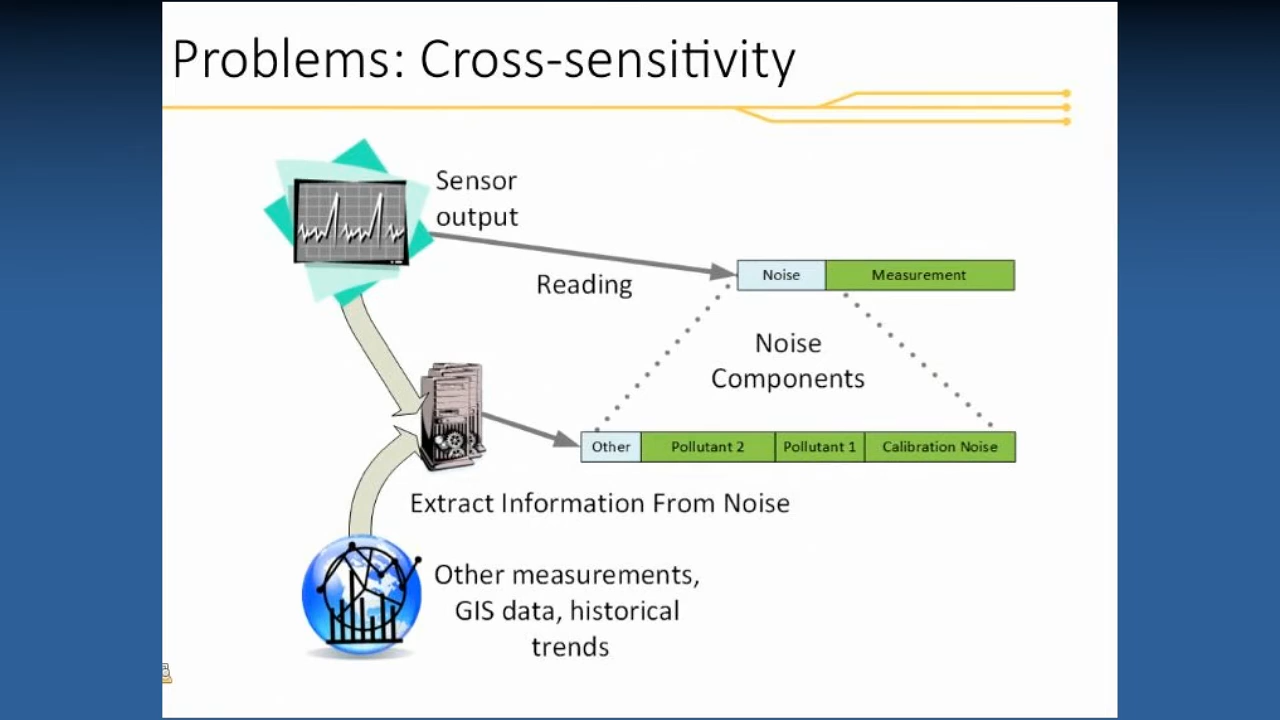 Problems: Cross-sensitivity
Sensor
output
Reading
Noise
Measurement
Noise
Components
Other
Pollutant 2
Pollutant 1
Calibration Noise
Extract Information From Noise
Other measurements,
GIS data, historical
trends